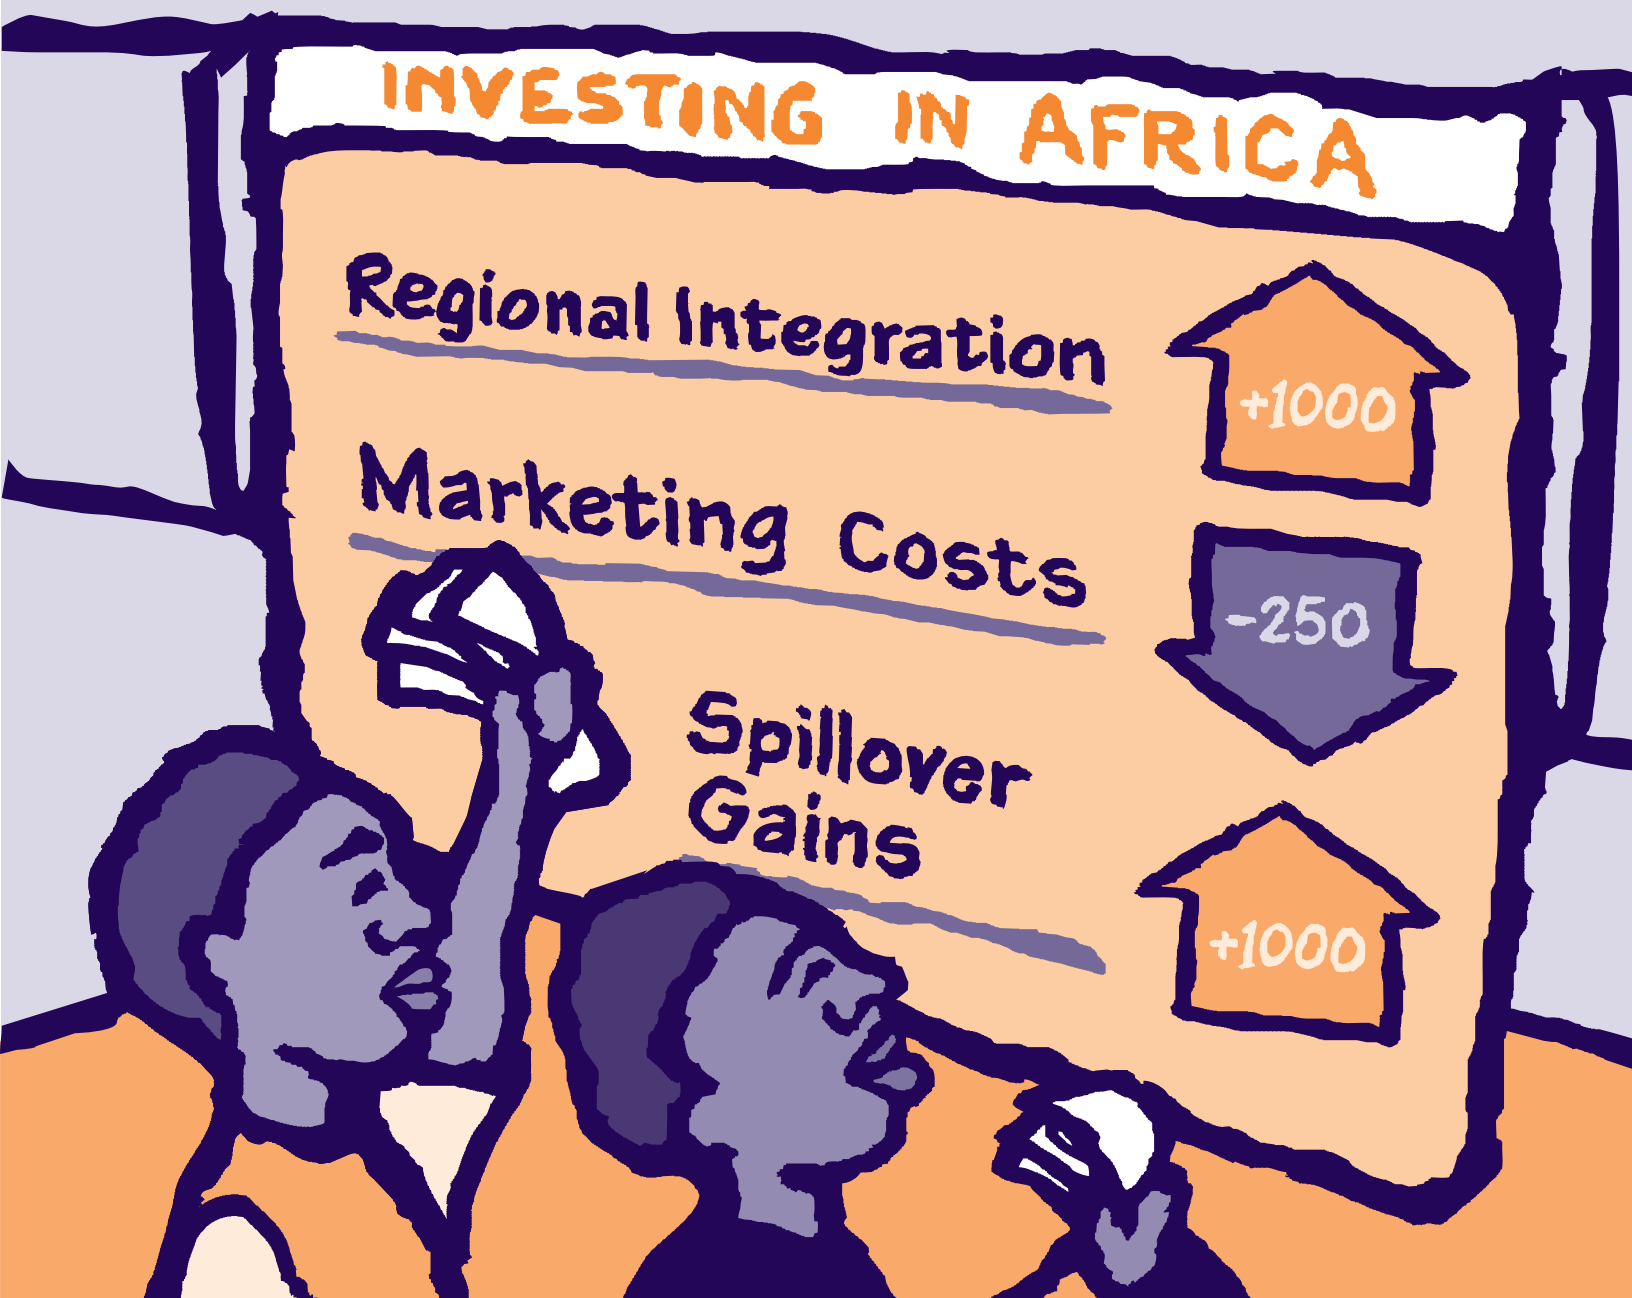 INVESTING IN AFRICA
Regional Integration
+1000
Marketing Costs
-250
Spillover
Gains
+1000